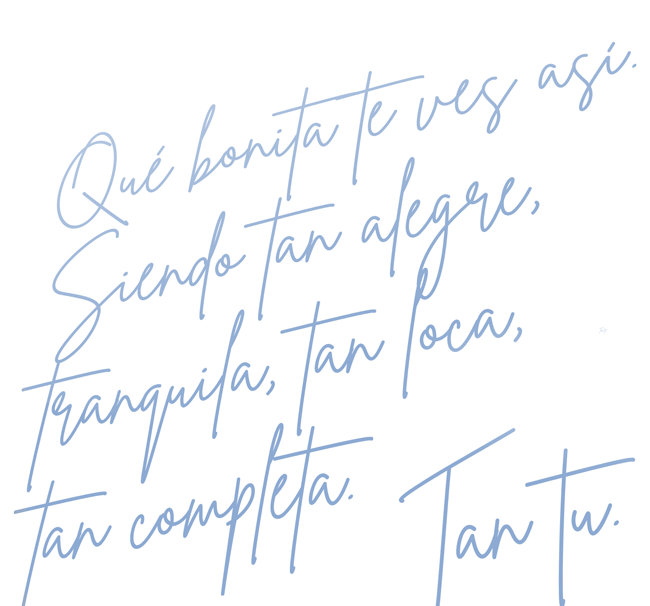 Qué bonita te ves así.
Siendo tan alegre,
tranquila, tan loca,
tan completa. Tan tu.